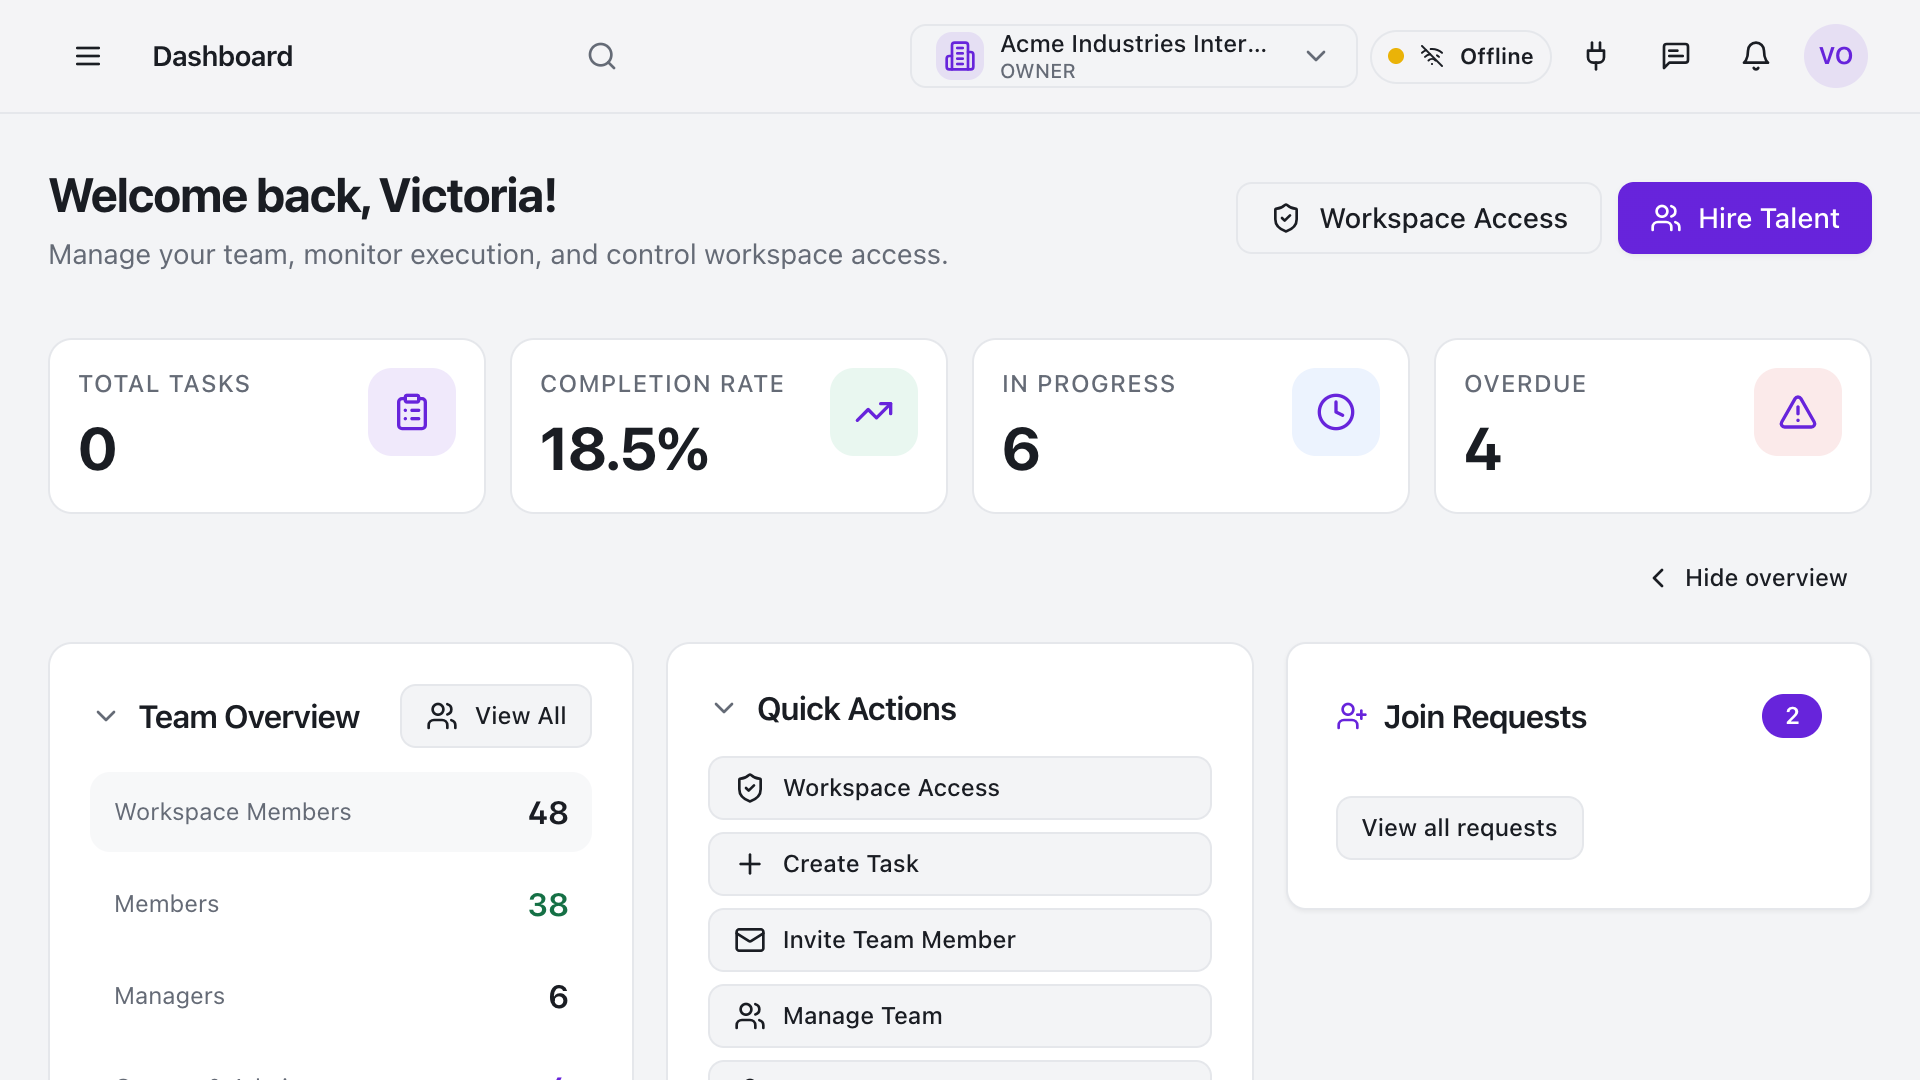 Dashboard
Acme Industries Inter...
OWNER
Offline
VO
Welcome back, Victoria!
Manage your team, monitor execution, and control workspace access.
Workspace Access
Hire Talent
TOTAL TASKS
0
COMPLETION RATE
18.5%
IN PROGRESS
6
OVERDUE
4
Hide overview
Team Overview
View All
Workspace Members
48
Members
38
Managers
6
Quick Actions
Workspace Access
Create Task
Invite Team Member
Manage Team
Join Requests
2
View all requests